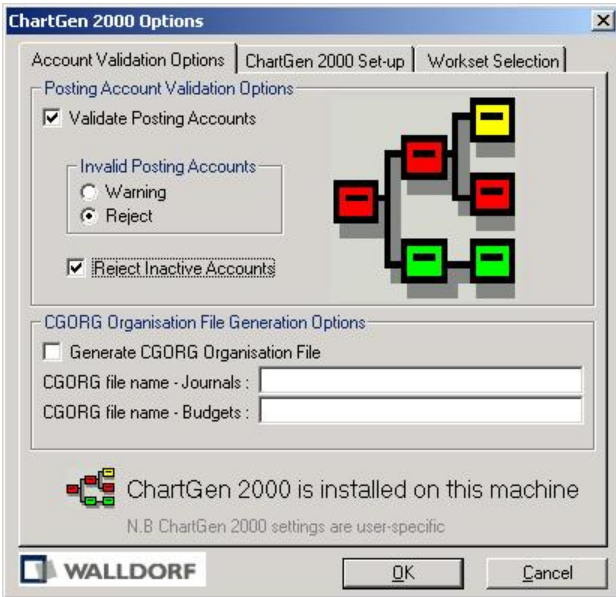 ChartGen 2000 Options
Account Validation Options ChartGen 2000 Set-up Workset Selection
Posting Account Validation Options
Validate Posting Accounts
Invalid Posting Accounts
Warning
Reject
Reject Inactive Accounts
CGORG Organisation File Generation Options
Generate CGORG Organisation File
CGORG file name - Journals :
CGORG file name - Budgets :
ChartGen 2000 is installed on this machine
N.B ChartGen 2000 settings are user-specific
WALLDORF OK Cancel